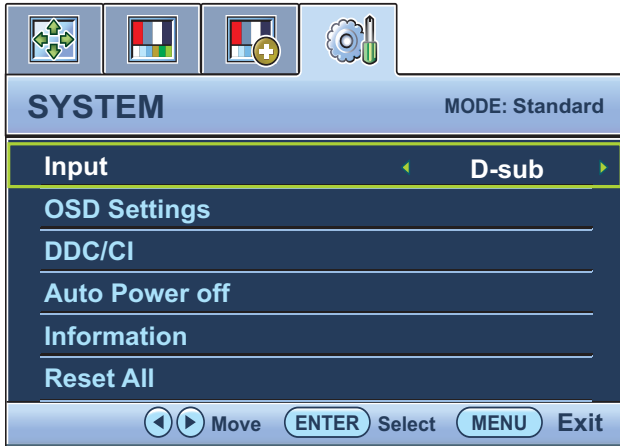 SYSTEM MODE: Standard
Input D-sub
OSD Settings
DDC/CI
Auto Power off
Information
Reset All
Move ENTER Select MENU Exit